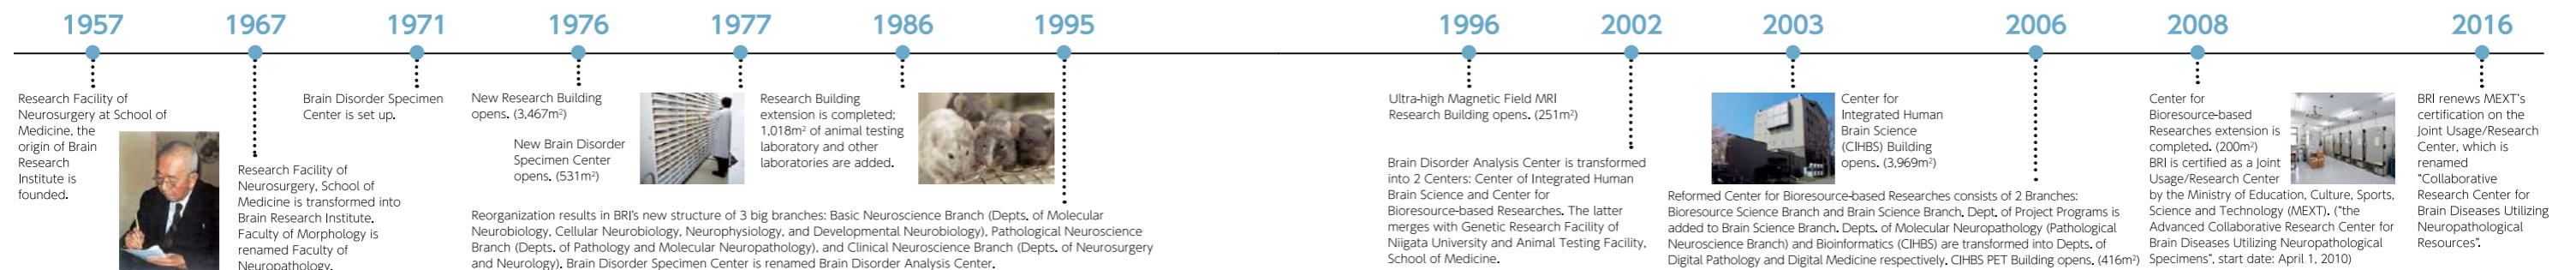 1957
1967
1971
1976
1977
1986
1995
1996
2002
2003
2006
2008
2016
Research Facility of
Neurosurgery at School of
Medicine, the
origin of Brain
Research
Institute is
founded.
Research Facility of
Neurosurgery, School of
Medicine is transformed into
Brain Research Institute.
Faculty of Morphology is
renamed Faculty of
Neuropathology.
Brain Disorder Specimen
Center is set up.
New Research Building
opens. (3,467m²)
New Brain Disorder
Specimen Center
opens. (531m²)
Research Building
extension is completed;
1,018m² of animal testing
laboratory and other
laboratories are added.
Reorganization results in BRI's new structure of 3 big branches: Basic Neuroscience Branch (Depts. of Molecular
Neurobiology, Cellular Neurobiology, Neurophysiology, and Developmental Neurobiology), Pathological Neuroscience
Branch (Depts. of Pathology and Molecular Neuropathology), and Clinical Neuroscience Branch (Depts. of Neurosurgery
and Neurology). Brain Disorder Specimen Center is renamed Brain Disorder Analysis Center.
Ultra-high Magnetic Field MRI
Research Building opens. (251m²)
Brain Disorder Analysis Center is transformed
into 2 Centers: Center of Integrated Human
Brain Science and Center for
Bioresource-based Researches. The latter
merges with Genetic Research Facility of
Niigata University and Animal Testing Facility,
School of Medicine.
Center for
Integrated Human
Brain Science
(CIHBS) Building
opens. (3,969m²)
Reformed Center for Bioresource-based Researches consists of 2 Branches:
Bioresource Science Branch and Brain Science Branch. Dept. of Project Programs is
added to Brain Science Branch. Depts. of Molecular Neuropathology (Pathological
Neuroscience Branch) and Bioinformatics (CIHBS) are transformed into Depts. of
Digital Pathology and Digital Medicine respectively. CIHBS PET Building opens. (416m²)
Center for
Bioresource-based
Researches extension is
completed. (200m²)
BRI is certified as a Joint
Usage/Research Center
by the Ministry of Education, Culture, Sports,
Science and Technology (MEXT). ("the
Advanced Collaborative Research Center for
Brain Diseases Utilizing Neuropathological
Specimens", start date: April 1, 2010)
BRI renews MEXT's
certification on the
Joint Usage/Research
Center, which is
renamed
"Collaborative
Research Center for
Brain Diseases Utilizing
Neuropathological
Resources".